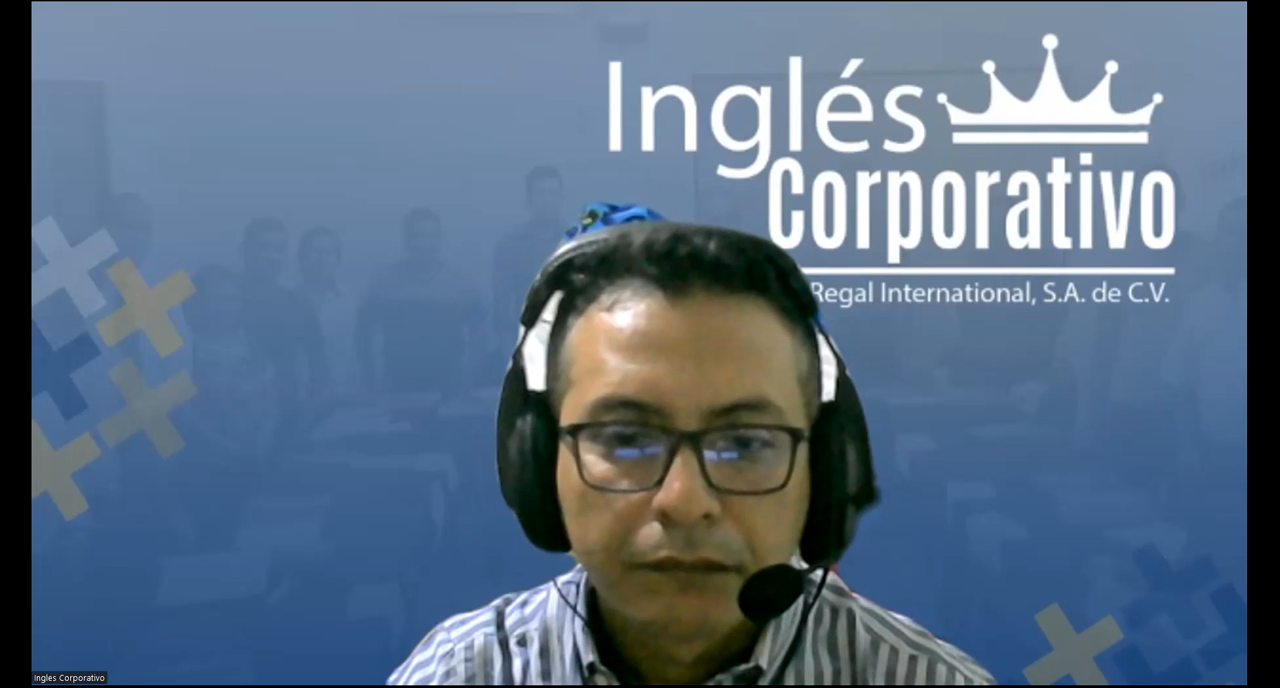 Inglés
Corporativo
Regal International, S.A. de C.V.
Ingles Corporativo